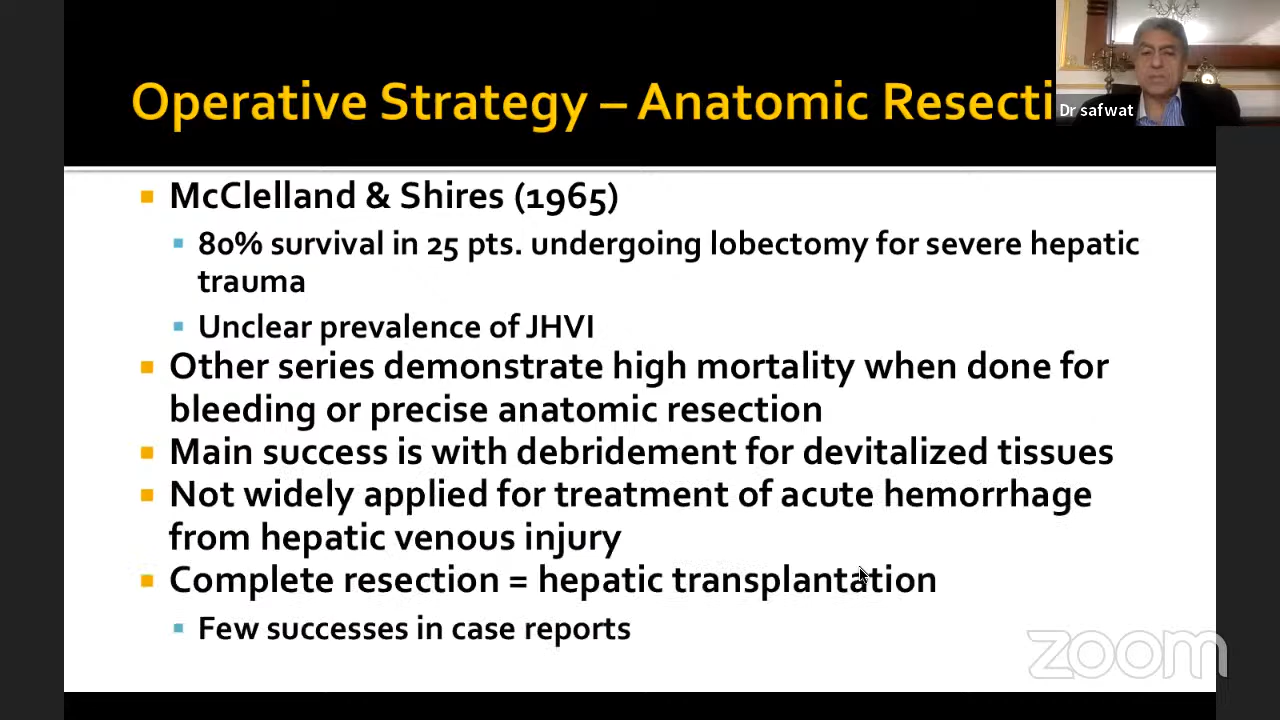 Operative Strategy – Anatomic Resecti
Dr safwat
McClelland & Shires (1965)
80% survival in 25 pts. undergoing lobectomy for severe hepatic
trauma
Unclear prevalence of JHVI
Other series demonstrate high mortality when done for
bleeding or precise anatomic resection
Main success is with debridement for devitalized tissues
Not widely applied for treatment of acute hemorrhage
from hepatic venous injury
Complete resection = hepatic transplantation
Few successes in case reports
zoom